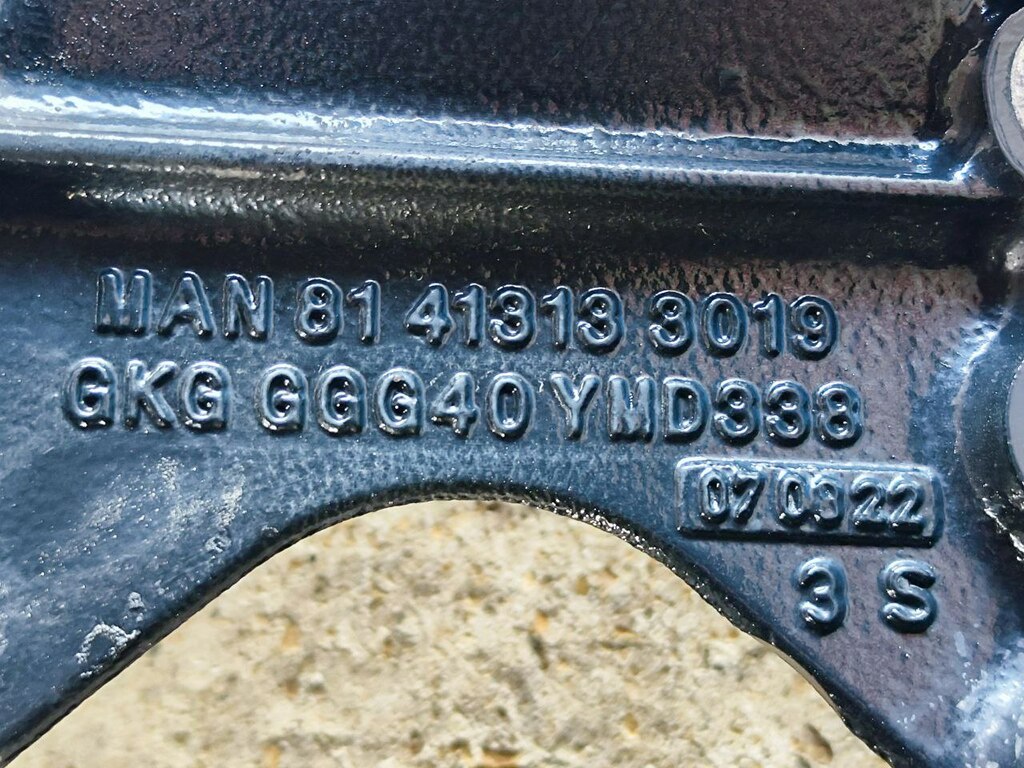 MAN 81 41313 3019
GKG GGG40 YMD338
07 03 22
3 S